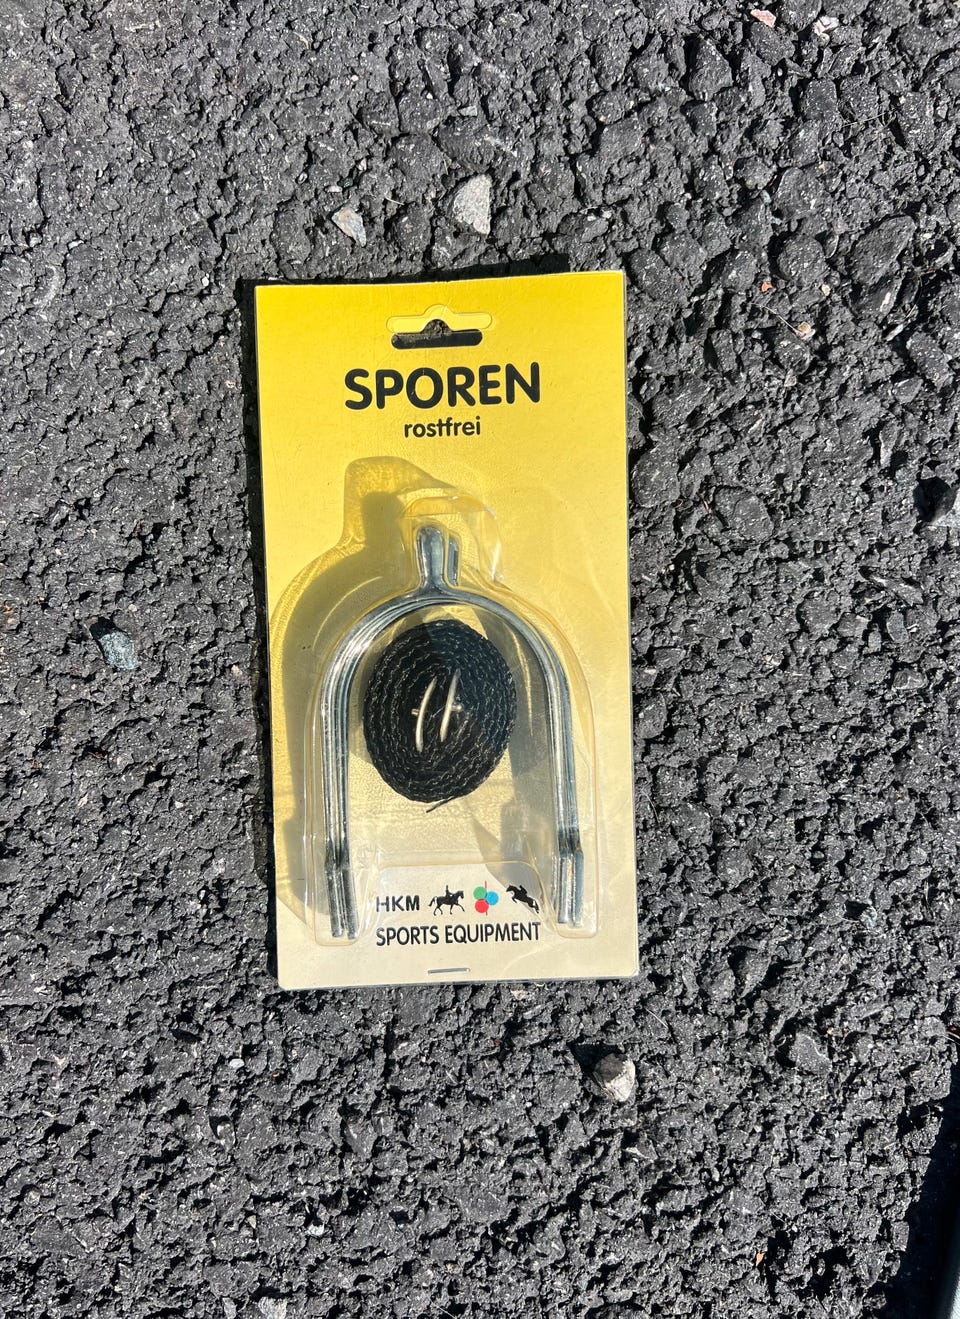 SPOREN
rostfrei
HKM
SPORTS EQUIPMENT